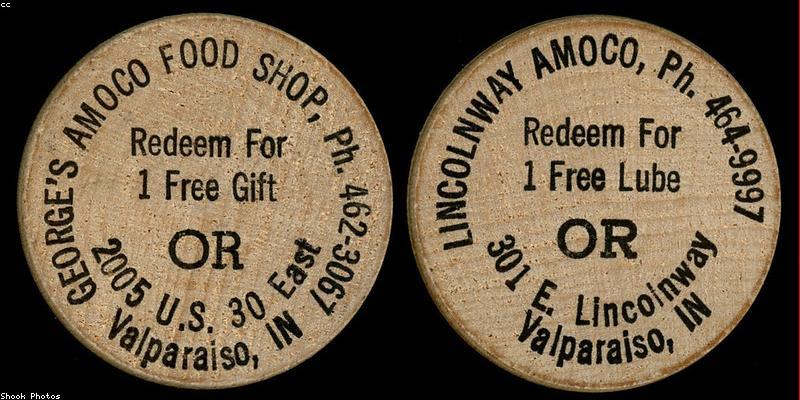 cc
GEORGE'S AMOCO FOOD SHOP, Ph. 462-3067
Redeem For
1 Free Gift
OR
2005 U.S. 30 East
Valparaiso, IN
LINCOLNWAY AMOCO, Ph. 464-9997
Redeem For
1 Free Lube
OR
301 E. Lincolnway
Valparaiso, IN
Shook Photos